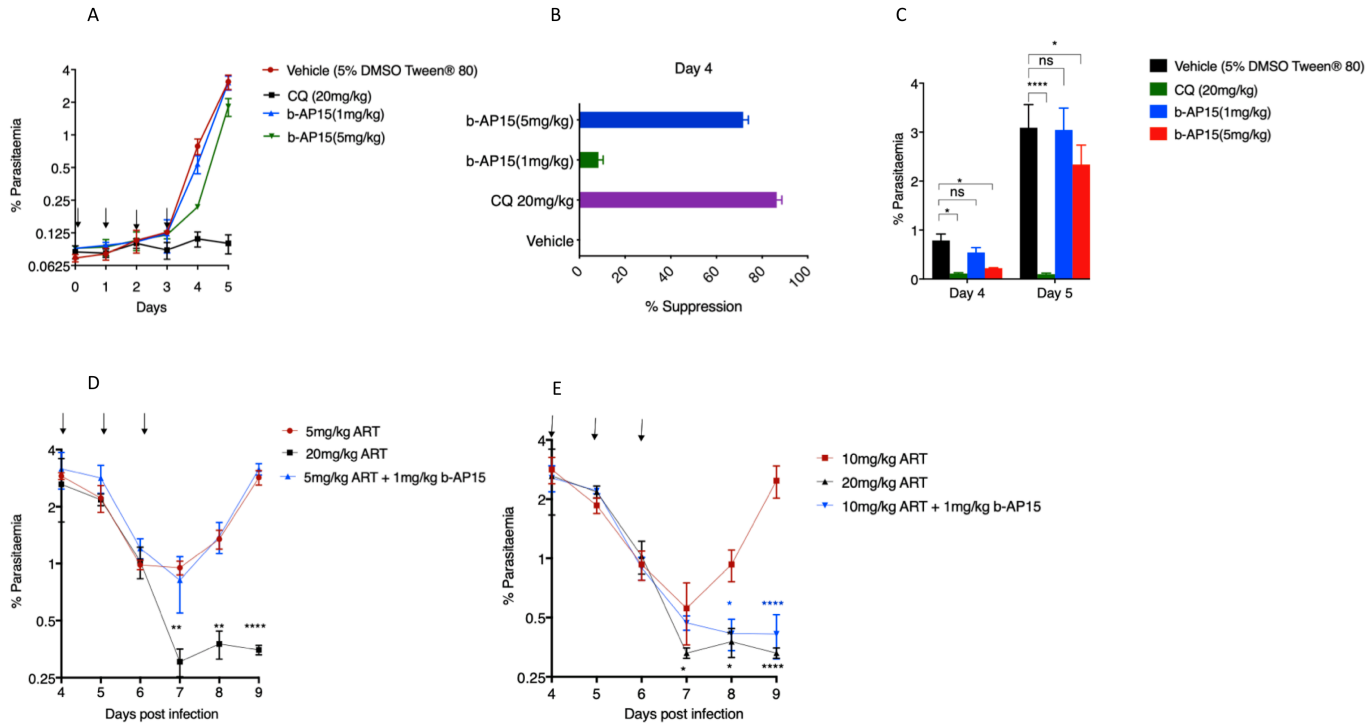 A
% Parasitaemia
4
2
1
0.5
0.25
0.125
0.0625
0 1 2 3 4 5
Days
Vehicle (5% DMSO Tween® 80)
CQ (20mg/kg)
b-AP15(1mg/kg)
b-AP15(5mg/kg)
B
Day 4
b-AP15(5mg/kg)
b-AP15(1mg/kg)
CQ 20mg/kg
Vehicle
0 20 40 60 80 100
% Suppression
C
% Parasitaemia
4
3
2
1
0
*
ns
*
*
ns
****
Day 4 Day 5
Vehicle (5% DMSO Tween® 80)
CQ (20mg/kg)
b-AP15(1mg/kg)
b-AP15(5mg/kg)
D
% Parasitaemia
4
2
1
0.5
0.25
** ** ****
4 5 6 7 8 9
Days post infection
5mg/kg ART
20mg/kg ART
5mg/kg ART + 1mg/kg b-AP15
E
% Parasitaemia
4
2
1
0.5
0.25
* ****
*
* * ****
4 5 6 7 8 9
Days post infection
10mg/kg ART
20mg/kg ART
10mg/kg ART + 1mg/kg b-AP15